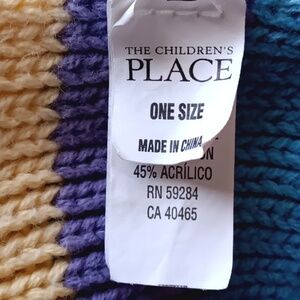 THE CHILDREN'S
PLACE
ONE SIZE
MADE IN CHINA
45% ACRÍLICO
RN 59284
CA 40465